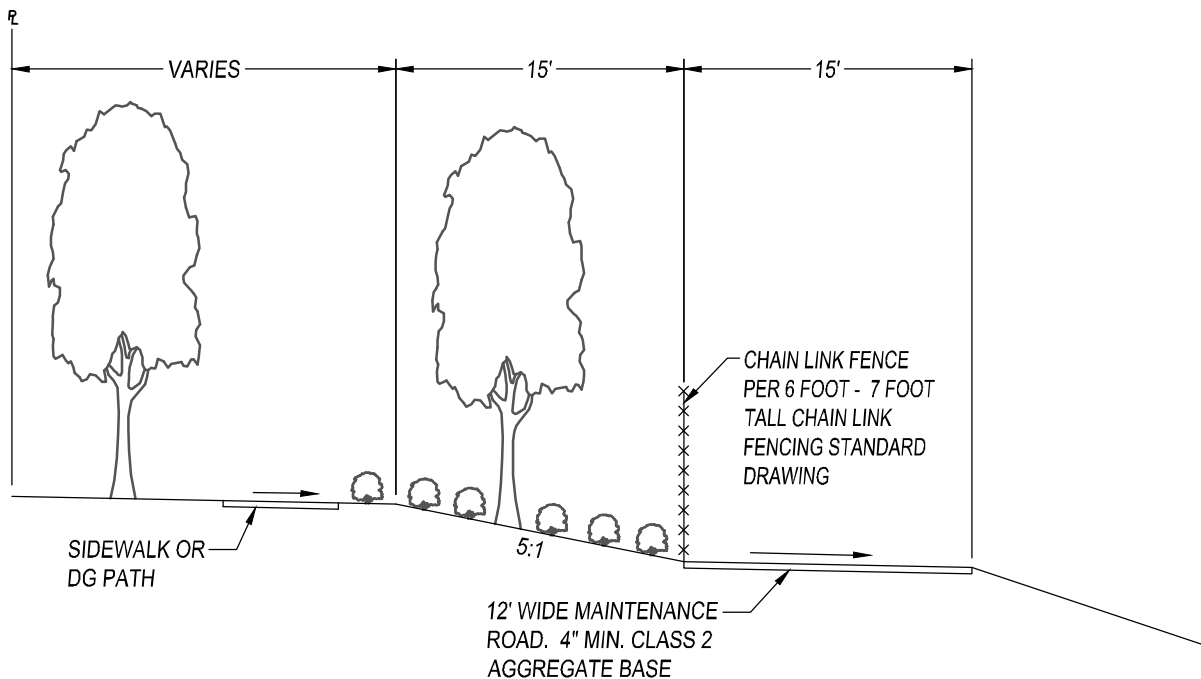 PL
VARIES
15'
15'
CHAIN LINK FENCE
PER 6 FOOT - 7 FOOT
TALL CHAIN LINK
FENCING STANDARD
DRAWING
SIDEWALK OR
DG PATH
5:1
12' WIDE MAINTENANCE
ROAD. 4" MIN. CLASS 2
AGGREGATE BASE